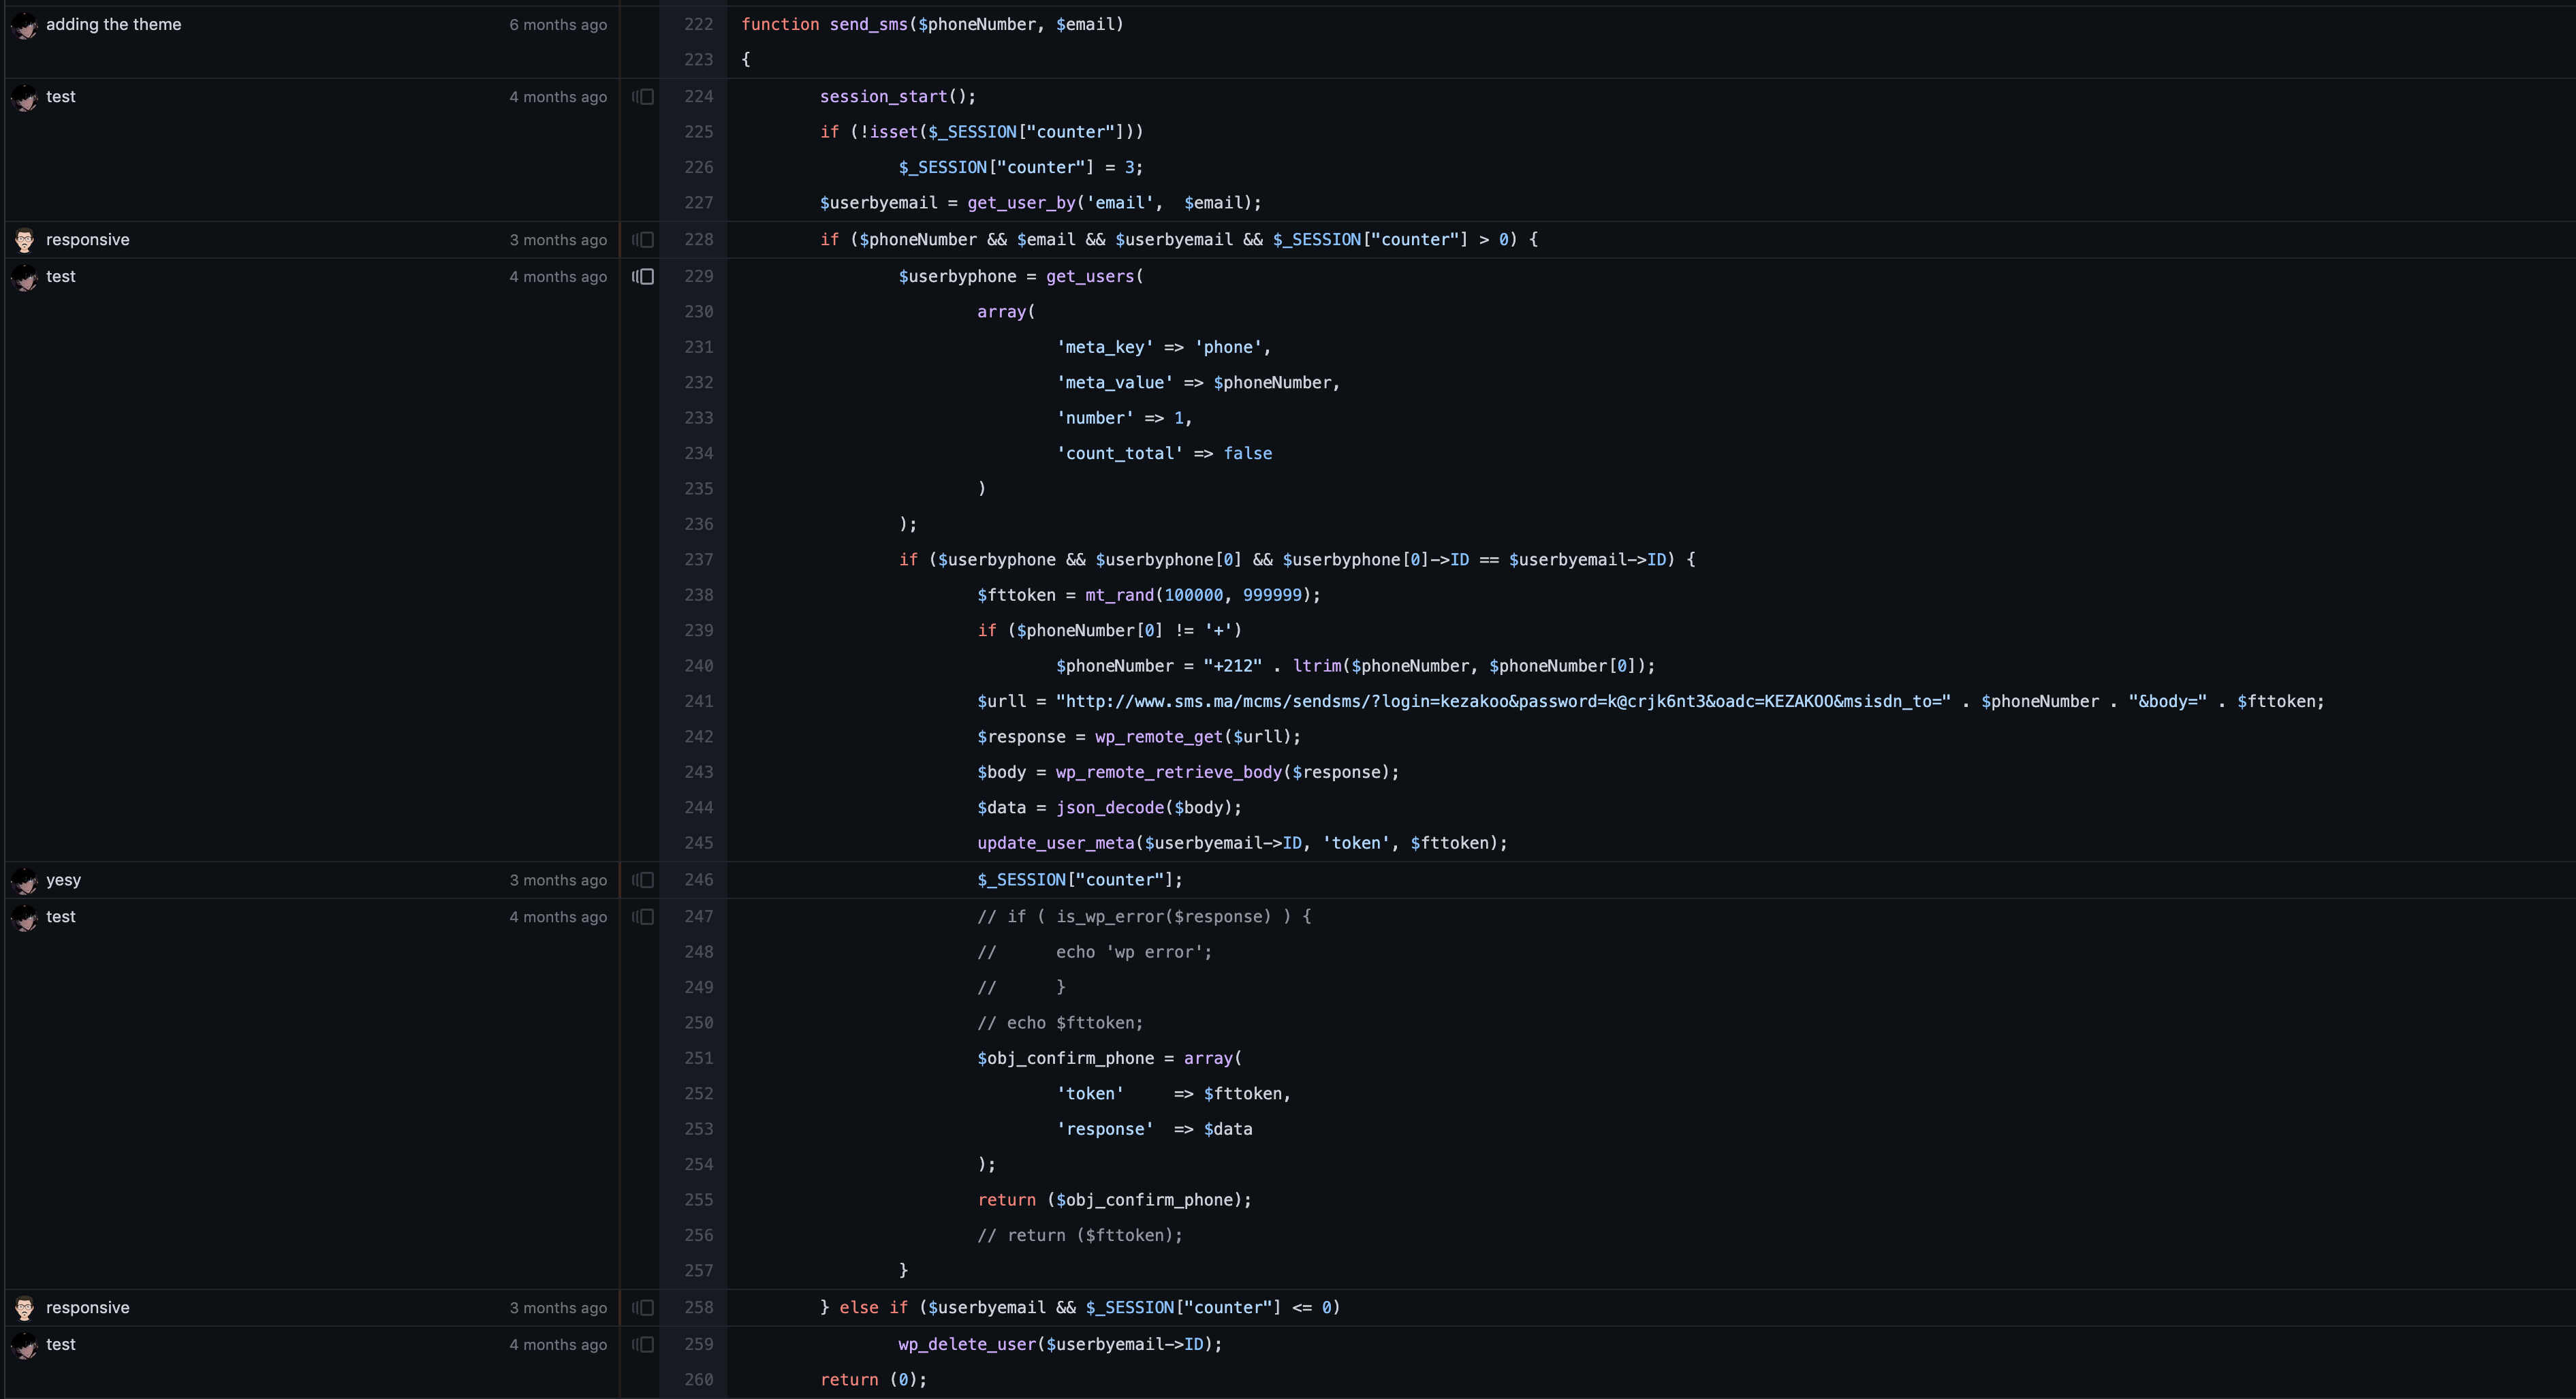 adding the theme 6 months ago 222 function send_sms($phoneNumber, $email)
223 {
test 4 months ago 224 session_start();
225 if (!isset($_SESSION["counter"]))
226 $_SESSION["counter"] = 3;
227 $userbyemail = get_user_by('email',  $email);
responsive 3 months ago 228 if ($phoneNumber && $email && $userbyemail && $_SESSION["counter"] > 0) {
test 4 months ago 229 $userbyphone = get_users(
230 array(
231 'meta_key' => 'phone',
232 'meta_value' => $phoneNumber,
233 'number' => 1,
234 'count_total' => false
235 )
236 );
237 if ($userbyphone && $userbyphone[0] && $userbyphone[0]->ID == $userbyemail->ID) {
238 $fttoken = mt_rand(100000, 999999);
239 if ($phoneNumber[0] != '+')
240 $phoneNumber = "+212" . ltrim($phoneNumber, $phoneNumber[0]);
241 $urll = "http://www.sms.ma/mcms/sendsms/?login=kezakoo&password=k@crjk6nt3&oadc=KEZAKOO&msisdn_to=" . $phoneNumber . "&body=" . $fttoken;
242 $response = wp_remote_get($urll);
243 $body = wp_remote_retrieve_body($response);
244 $data = json_decode($body);
245 update_user_meta($userbyemail->ID, 'token', $fttoken);
yesy 3 months ago 246 $_SESSION["counter"];
test 4 months ago 247 // if ( is_wp_error($response) ) {
248 //      echo 'wp error';
249 //      }
250 // echo $fttoken;
251 $obj_confirm_phone = array(
252 'token'     => $fttoken,
253 'response'  => $data
254 );
255 return ($obj_confirm_phone);
256 // return ($fttoken);
257 }
responsive 3 months ago 258 } else if ($userbyemail && $_SESSION["counter"] <= 0)
test 4 months ago 259 wp_delete_user($userbyemail->ID);
260 return (0);